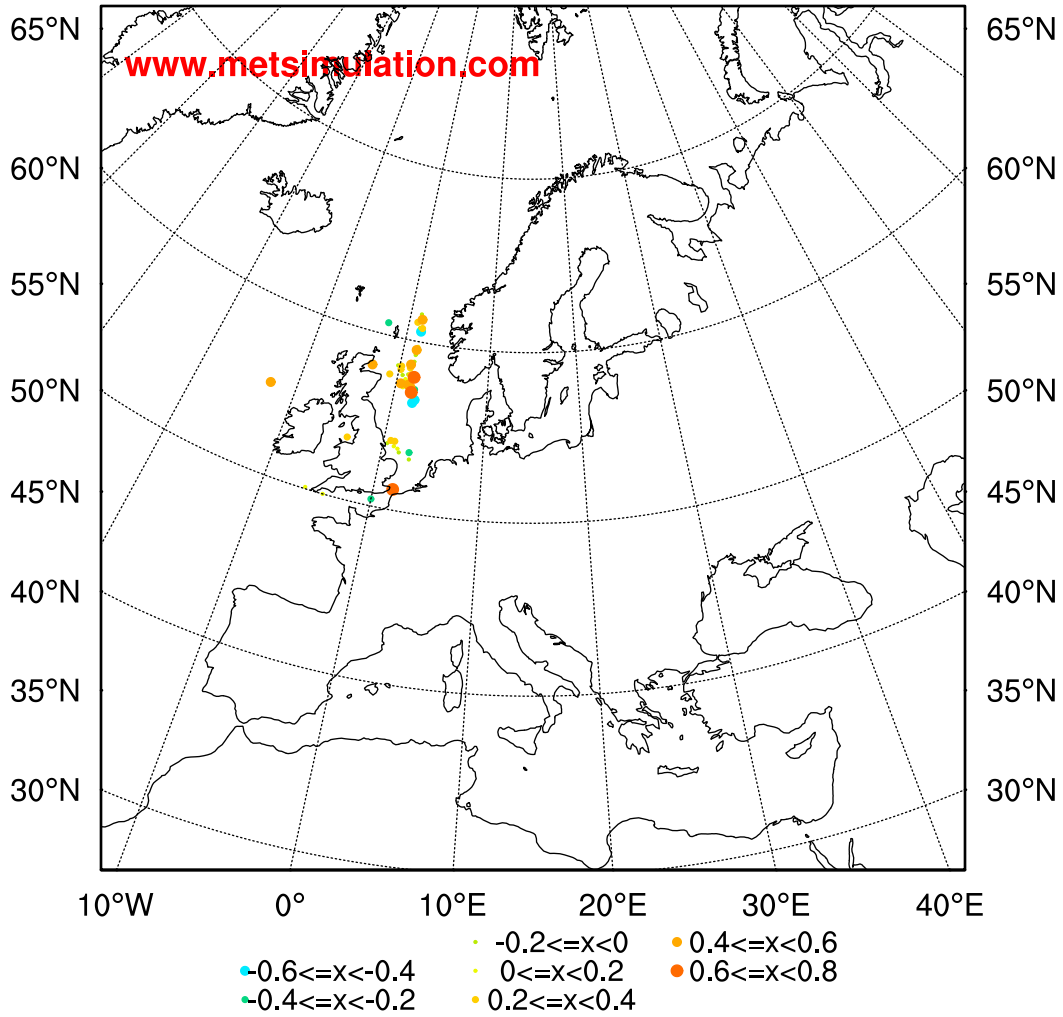 65°N 65°N
www.metsimulation.com
60°N 60°N
55°N 55°N
50°N 50°N
45°N 45°N
40°N 40°N
35°N 35°N
30°N 30°N
10°W 0° 10°E 20°E 30°E 40°E
-0.2<=x<0 0.4<=x<0.6
-0.6<=x<-0.4 0<=x<0.2 0.6<=x<0.8
-0.4<=x<-0.2 0.2<=x<0.4